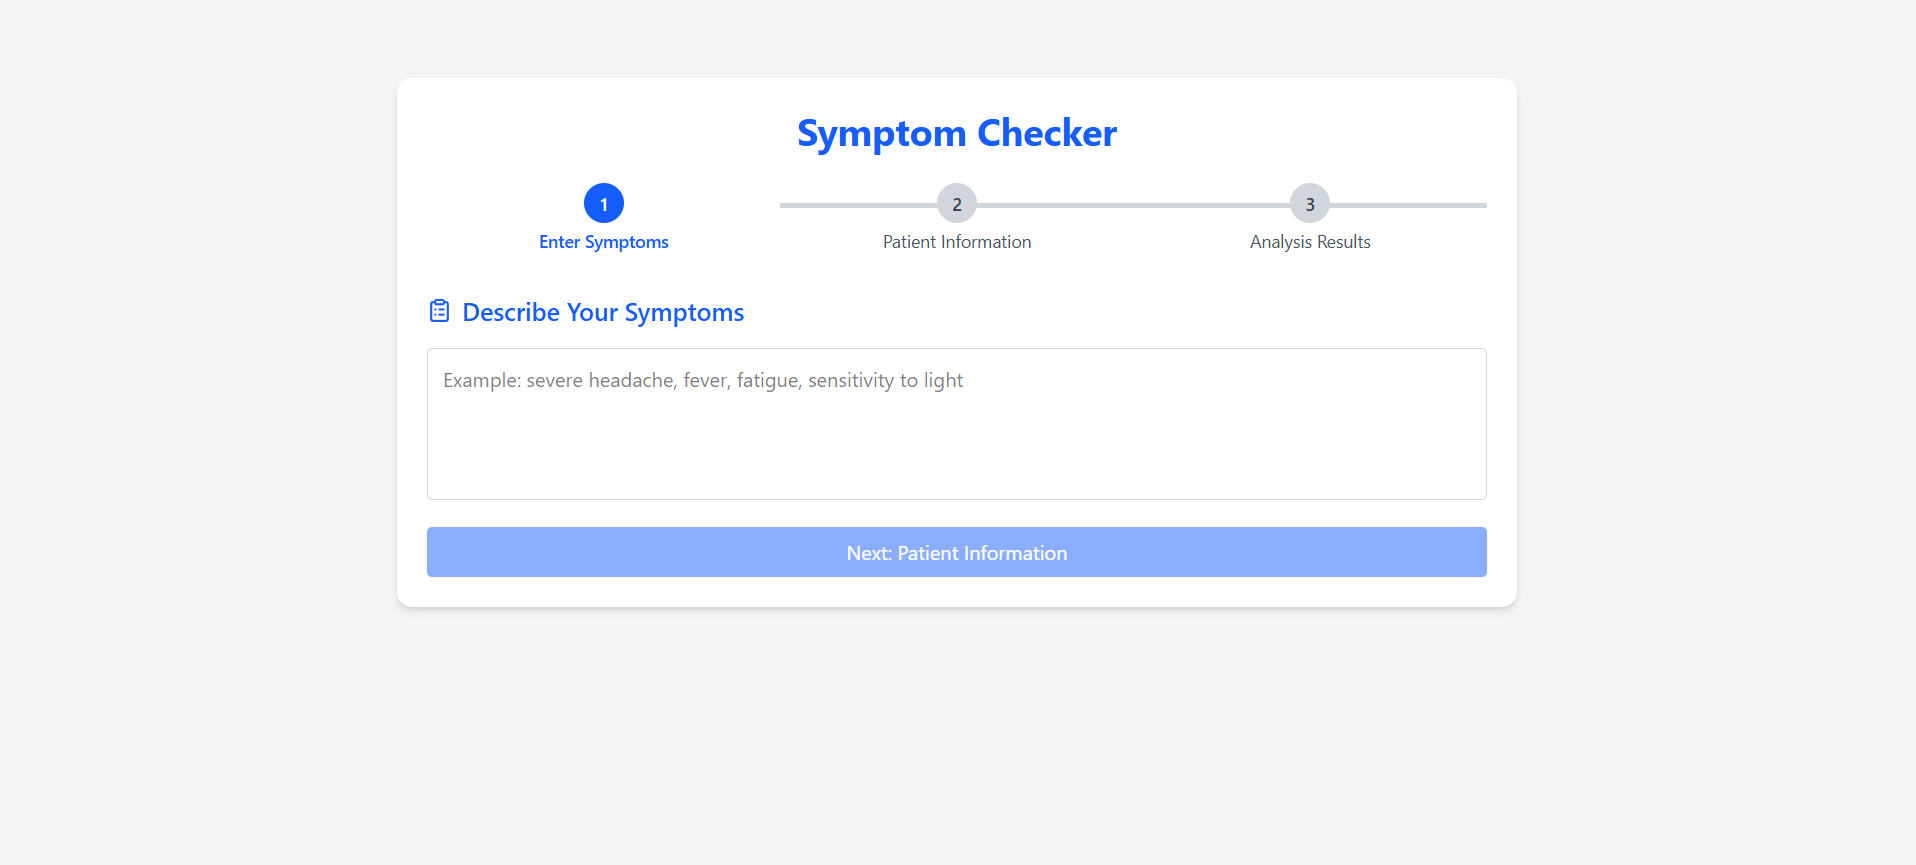 Symptom Checker
1
2
3
Enter Symptoms
Patient Information
Analysis Results
Describe Your Symptoms
Example: severe headache, fever, fatigue, sensitivity to light
Next: Patient Information